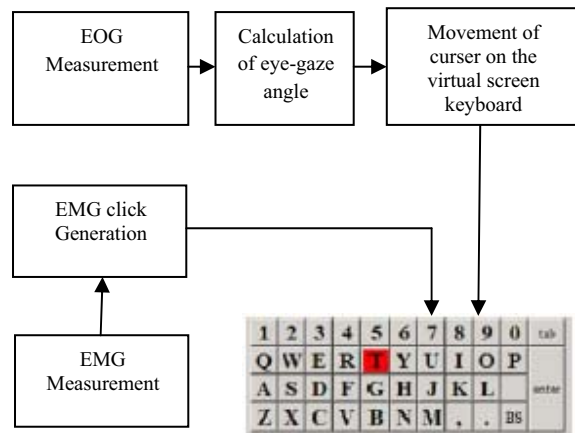 EOG
Measurement
Calculation
of eye-gaze
angle
Movement of
curser on the
virtual screen
keyboard
EMG click
Generation
EMG
Measurement
1 2 3 4 5 6 7 8 9 0 tab
Q W E R T Y U I O P
A S D F G H J K L enter
Z X C V B N M , . BS